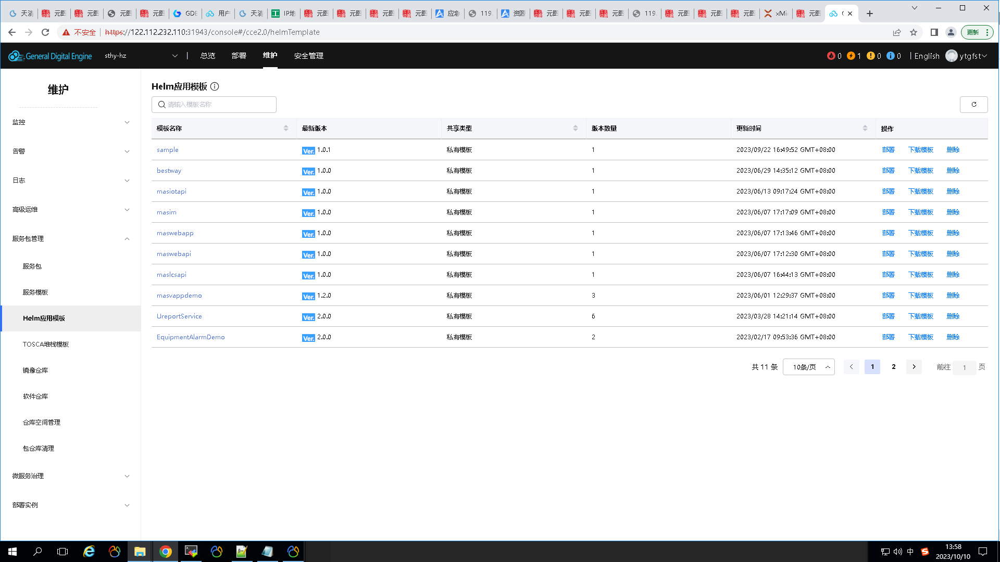 天清 元图 元图 元图 元图 GDE 用户 天清 IP地 元图 元图 元图 元图 应急 119. 资源 元图 元图 元图 119. 元图 元图 元图 xMi 元图
不安全 https://122.112.232.110:31943/console#/cce2.0/helmTemplate 更新
General Digital Engine sthy-hz 总览 部署 维护 安全管理 0 1 0 0 English ytgfst
维护
监控
告警
日志
高级运维
服务包管理
服务包
服务模板
Helm应用模板
TOSCA堆栈模板
镜像仓库
软件仓库
仓库空间管理
包仓库清理
微服务治理
部署实例
Helm应用模板
请输入模板名称
模板名称 最新版本 共享类型 版本数量 更新时间 操作
sample Ver. 1.0.1 私有模板 1 2023/09/22 16:49:52 GMT+08:00 部署 下载模板 删除
bestway Ver. 1.0.0 私有模板 1 2023/06/29 14:35:12 GMT+08:00 部署 下载模板 删除
masiotapi Ver. 1.0.0 私有模板 1 2023/06/13 09:17:24 GMT+08:00 部署 下载模板 删除
masim Ver. 1.0.0 私有模板 1 2023/06/07 17:17:09 GMT+08:00 部署 下载模板 删除
maswebapp Ver. 1.0.0 私有模板 1 2023/06/07 17:13:46 GMT+08:00 部署 下载模板 删除
maswebapi Ver. 1.0.0 私有模板 1 2023/06/07 17:12:30 GMT+08:00 部署 下载模板 删除
maslcsapi Ver. 1.0.0 私有模板 1 2023/06/07 16:44:13 GMT+08:00 部署 下载模板 删除
masvappdemo Ver. 1.2.0 私有模板 3 2023/06/01 12:29:37 GMT+08:00 部署 下载模板 删除
UreportService Ver. 2.0.0 私有模板 6 2023/03/28 14:21:14 GMT+08:00 部署 下载模板 删除
EquipmentAlarmDemo Ver. 2.0.0 私有模板 2 2023/02/17 09:53:36 GMT+08:00 部署 下载模板 删除
共 11 条 10条/页 1 2 前往 1 页
中 13:58
2023/10/10